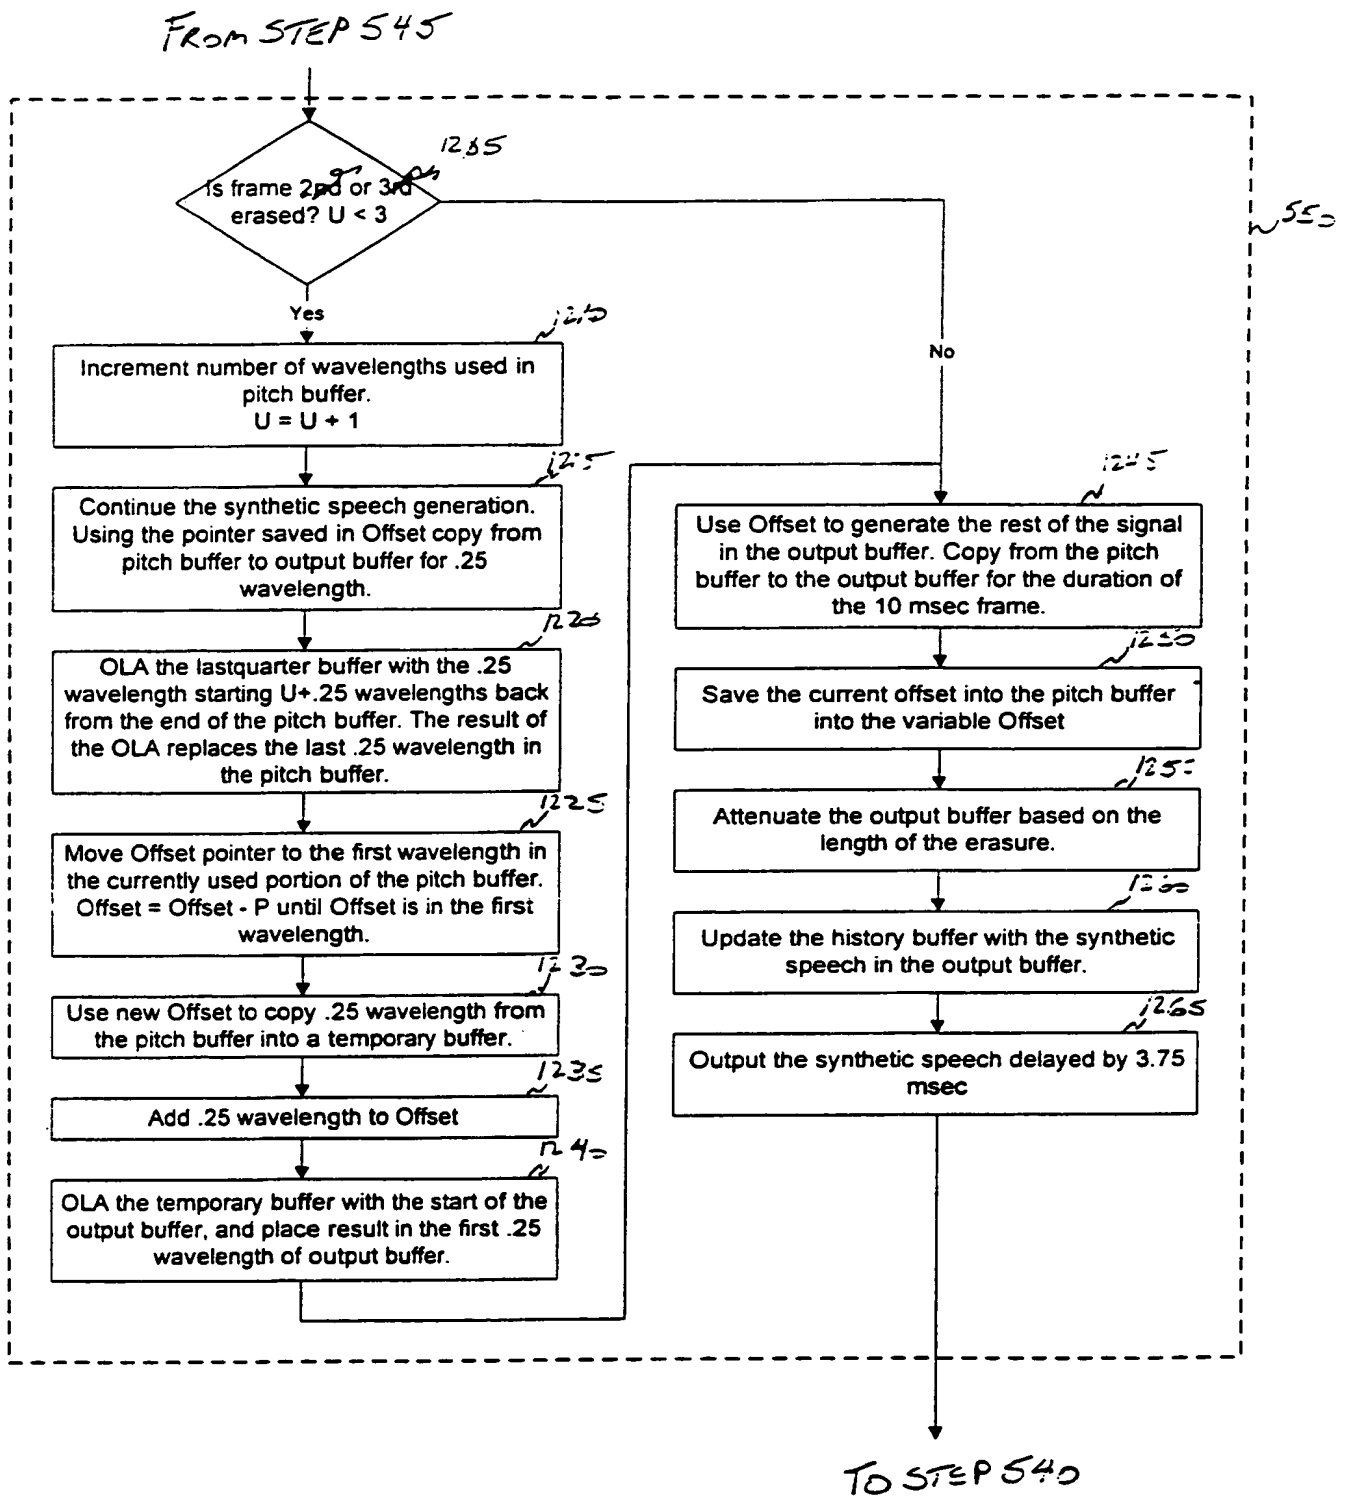 FROM STEP 545
Is frame 2nd or 3rd
erased? U < 3
550
Yes
No
Increment number of wavelengths used in
pitch buffer.
U = U + 1
1215
Continue the synthetic speech generation.
Using the pointer saved in Offset copy from
pitch buffer to output buffer for .25
wavelength.
1220
OLA the lastquarter buffer with the .25
wavelength starting U+.25 wavelengths back
from the end of the pitch buffer. The result of
the OLA replaces the last .25 wavelength in
the pitch buffer.
1225
Move Offset pointer to the first wavelength in
the currently used portion of the pitch buffer.
Offset = Offset - P until Offset is in the first
wavelength.
1230
Use new Offset to copy .25 wavelength from
the pitch buffer into a temporary buffer.
1235
Add .25 wavelength to Offset
1240
OLA the temporary buffer with the start of the
output buffer, and place result in the first .25
wavelength of output buffer.
1245
Use Offset to generate the rest of the signal
in the output buffer. Copy from the pitch
buffer to the output buffer for the duration of
the 10 msec frame.
1250
Save the current offset into the pitch buffer
into the variable Offset
Attenuate the output buffer based on the
length of the erasure.
1260
Update the history buffer with the synthetic
speech in the output buffer.
1265
Output the synthetic speech delayed by 3.75
msec
TO STEP 540